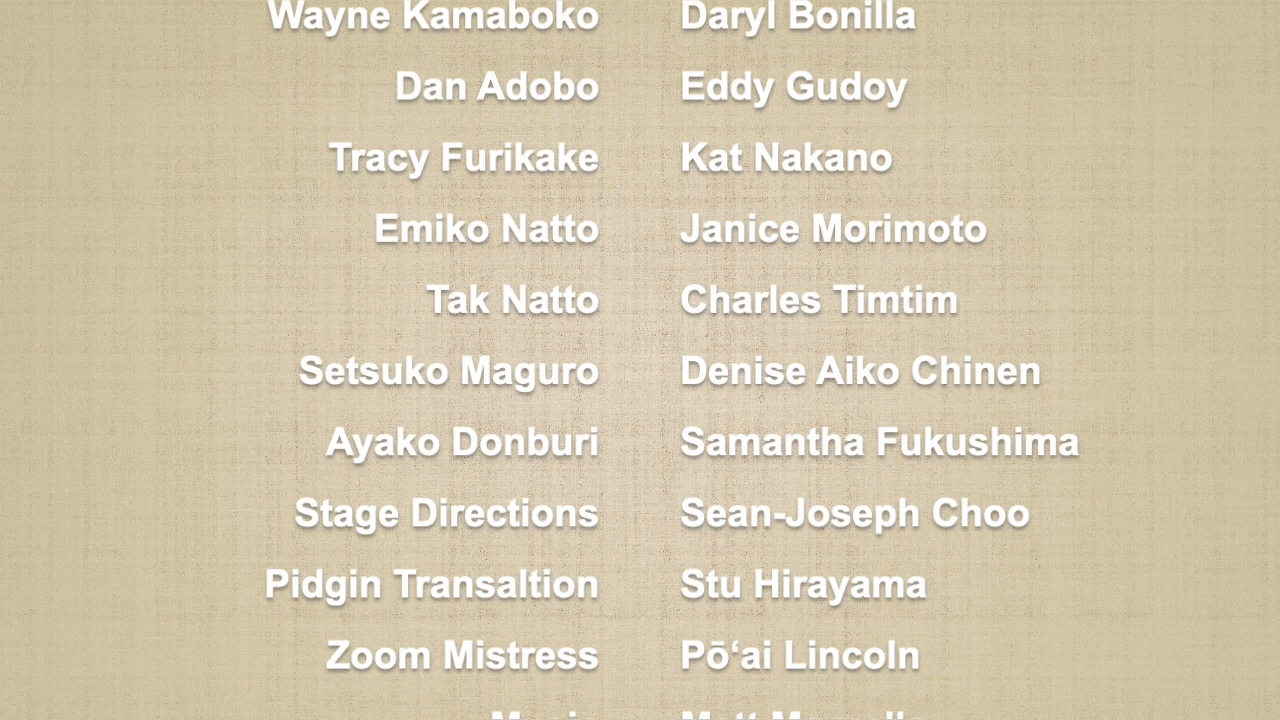 Wayne Kamaboko Daryl Bonilla
Dan Adobo Eddy Gudoy
Tracy Furikake Kat Nakano
Emiko Natto Janice Morimoto
Tak Natto Charles Timtim
Setsuko Maguro Denise Aiko Chinen
Ayako Donburi Samantha Fukushima
Stage Directions Sean-Joseph Choo
Pidgin Transaltion Stu Hirayama
Zoom Mistress Pō‘ai Lincoln